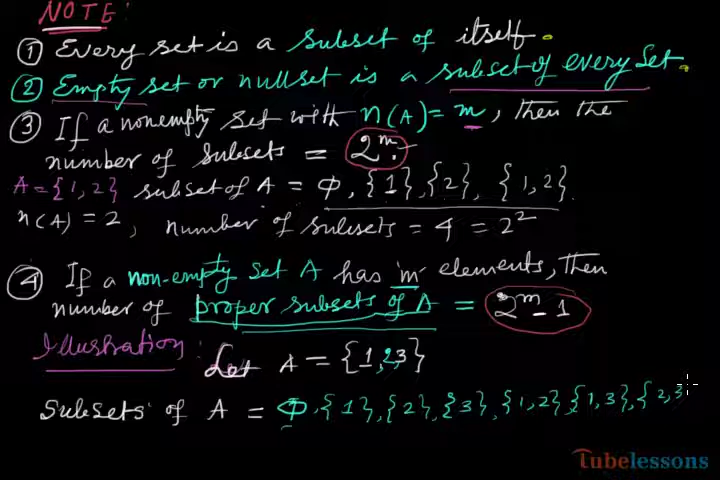 NOTE:
① Every set is a subset of itself.
② Empty set or nullset is a subset of every Set.
③ If a nonempty set with n(A) = m, then the
number of subsets = 2^m.
A = {1, 2} subset of A = Φ, {1}, {2}, {1, 2}
n(A) = 2, number of subsets = 4 = 2^2
④ If a non-empty set A has 'm' elements, then
number of proper subsets of A = 2^m - 1
Illustration: Let A = {1, 2, 3}
Subsets of A = Φ, {1}, {2}, {3}, {1, 2}, {1, 3}, {2, 3
Tubelessons